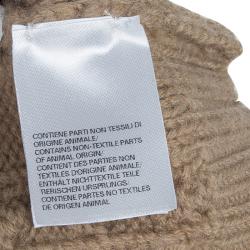 CONTIENE PARTI NON TESSILI DI
ORIGINE ANIMALE/
CONTAINS NON-TEXTILE PARTS
OF ANIMAL ORIGIN/
CONTIENT DES PARTIES NON
TEXTILES D'ORIGINE ANIMALE/
ENTHÄLT NICHTTEXTILE TEILE
TIERISCHEN URSPRUNGS/
CONTIENE PARTES NO TEXTILES
DE ORIGEN ANIMAL